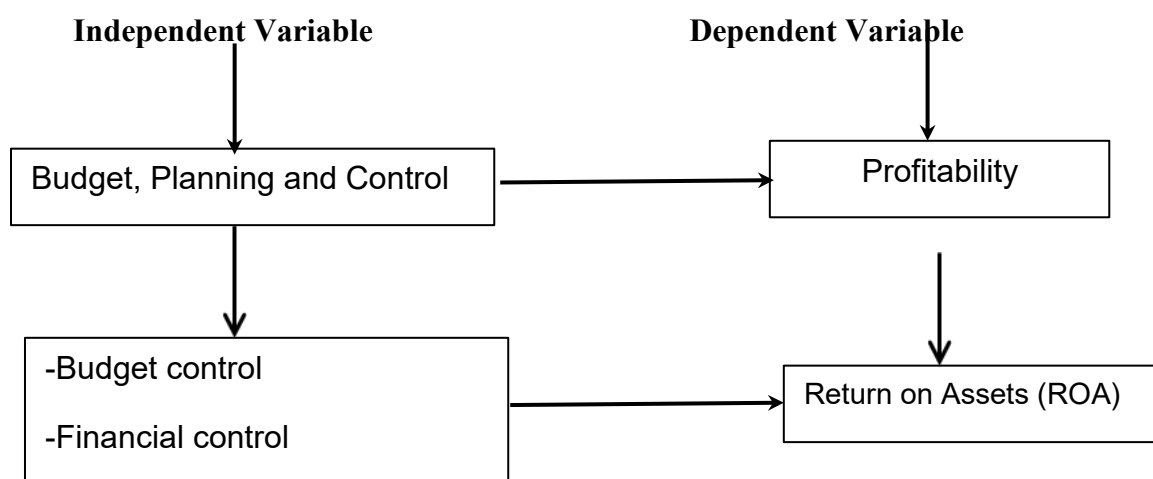 Independent Variable
Dependent Variable
Budget, Planning and Control
Profitability
-Budget control
-Financial control
Return on Assets (ROA)